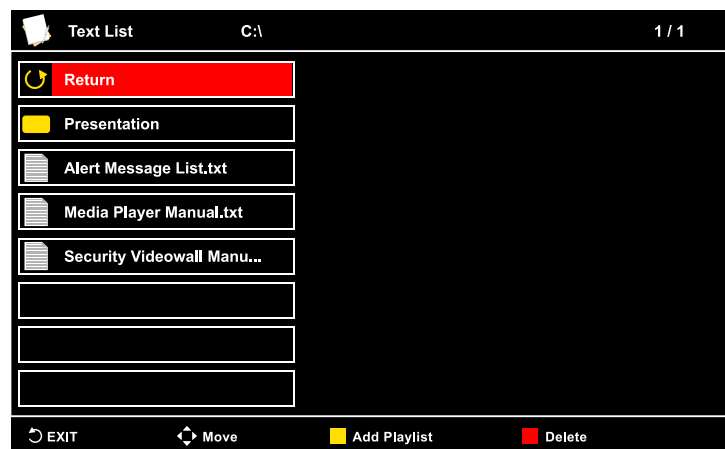 Text List C:\ 1 / 1
Return
Presentation
Alert Message List.txt
Media Player Manual.txt
Security Videowall Manu...
EXIT Move Add Playlist Delete